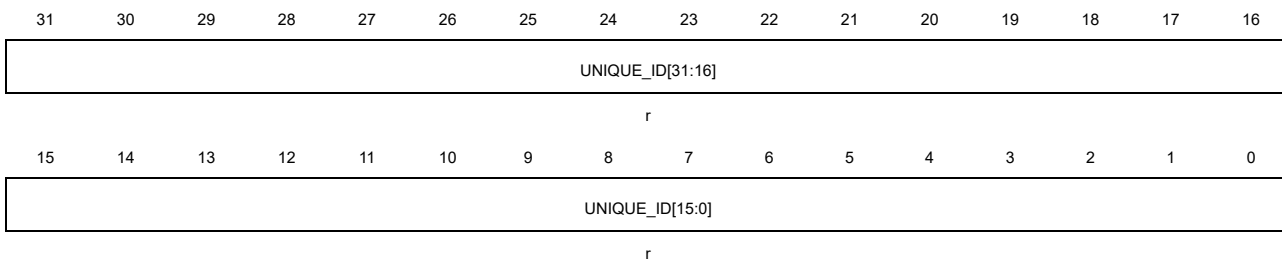 31 30 29 28 27 26 25 24 23 22 21 20 19 18 17 16
UNIQUE_ID[31:16]
r
15 14 13 12 11 10 9 8 7 6 5 4 3 2 1 0
UNIQUE_ID[15:0]
r